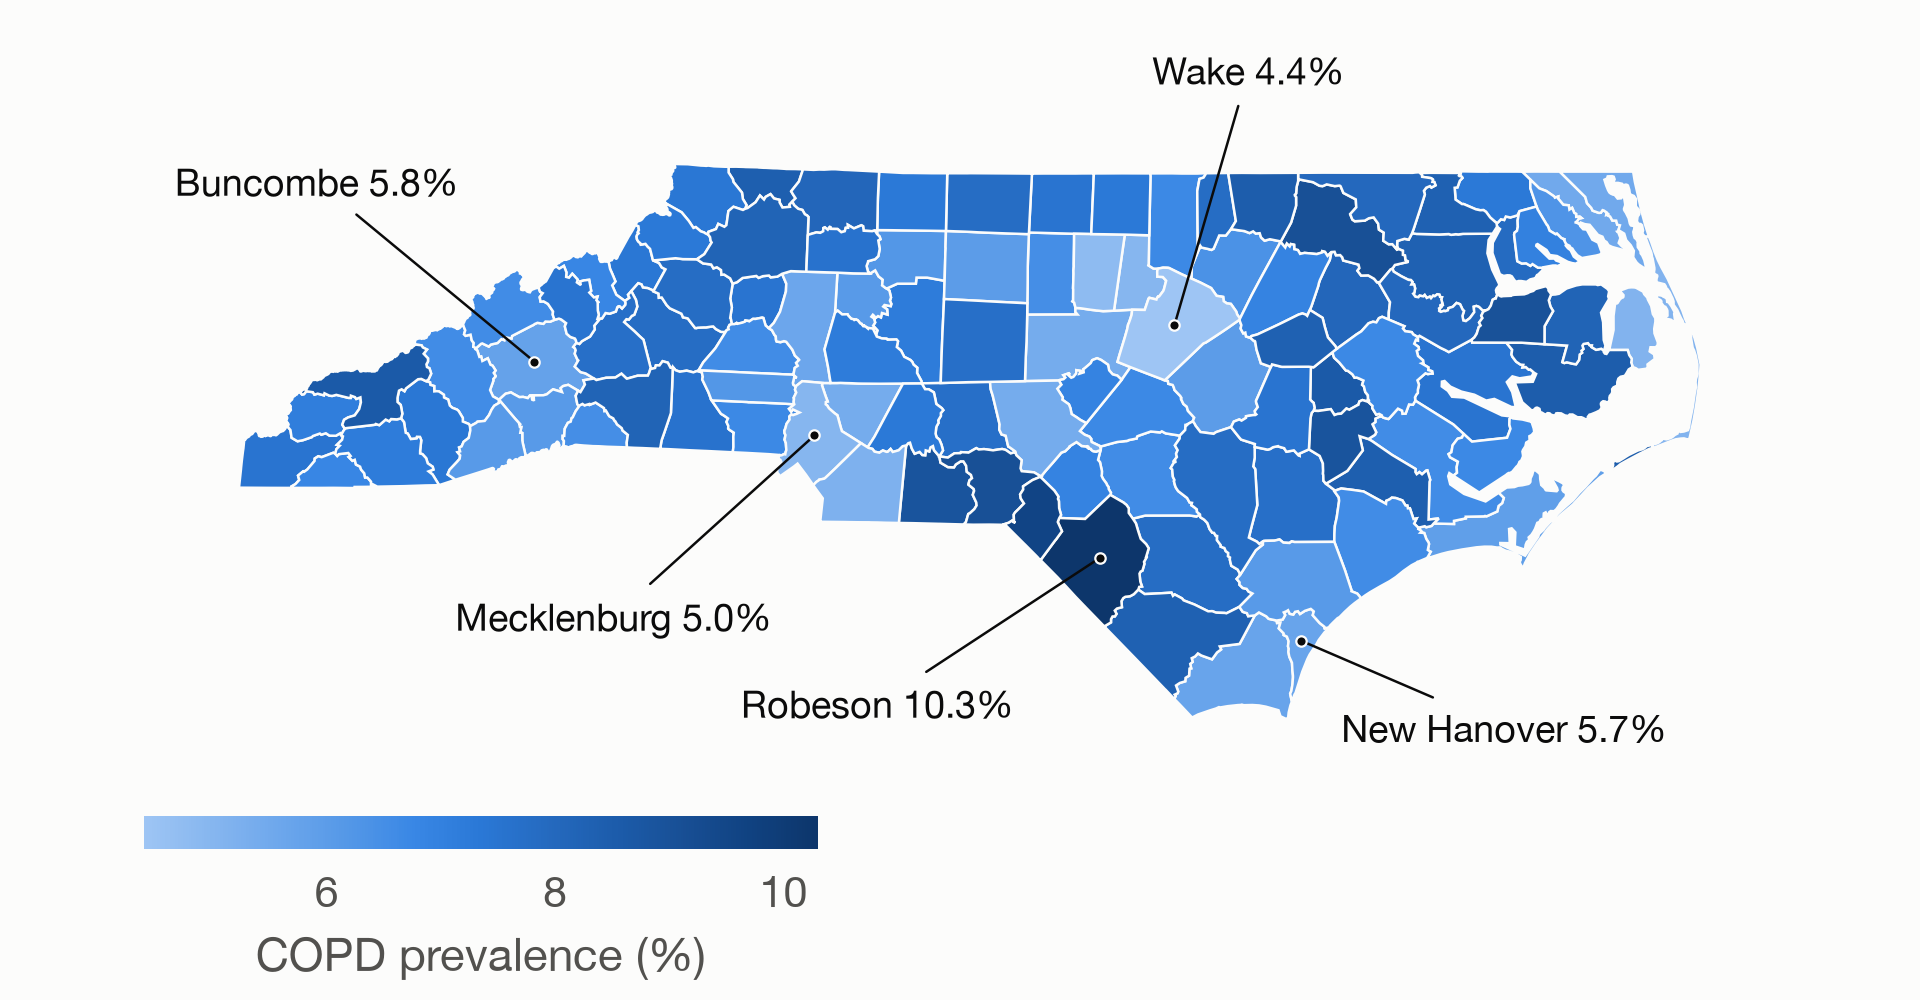 Wake 4.4%
Buncombe 5.8%
Mecklenburg 5.0%
Robeson 10.3%
New Hanover 5.7%
6 8 10
COPD prevalence (%)